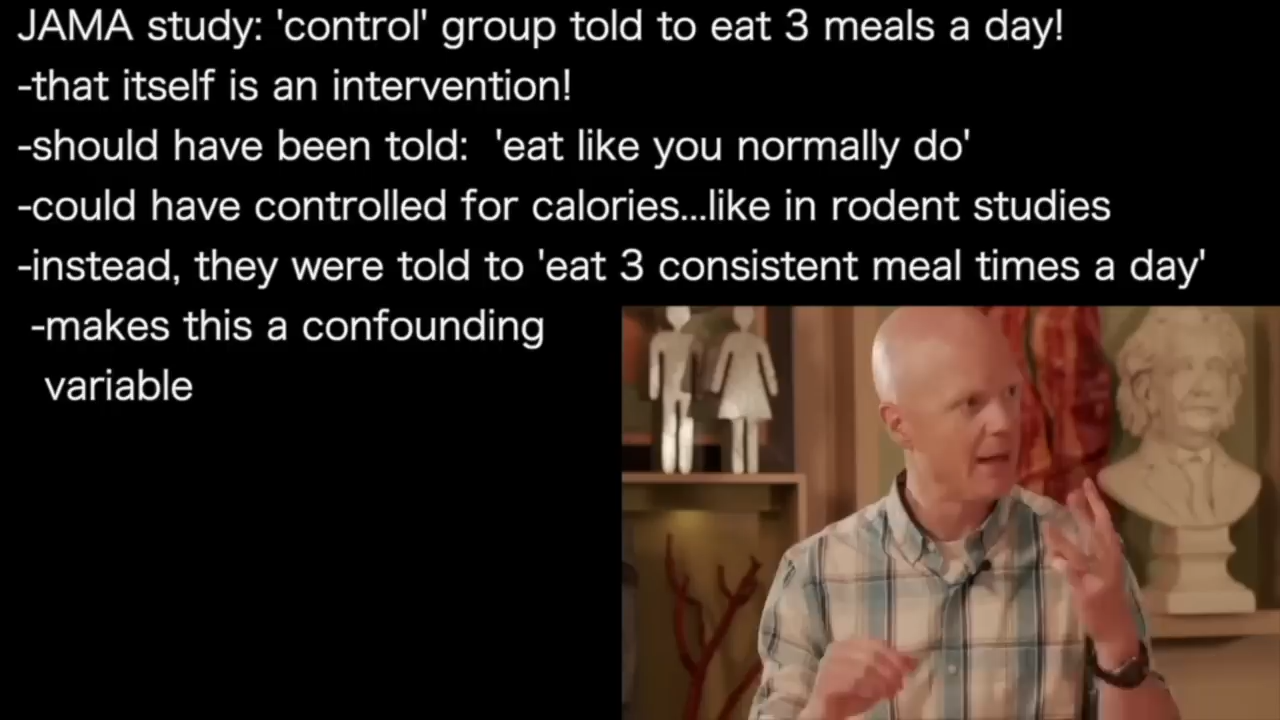 JAMA study: 'control' group told to eat 3 meals a day!
-that itself is an intervention!
-should have been told:  'eat like you normally do'
-could have controlled for calories...like in rodent studies
-instead, they were told to 'eat 3 consistent meal times a day'
-makes this a confounding
variable